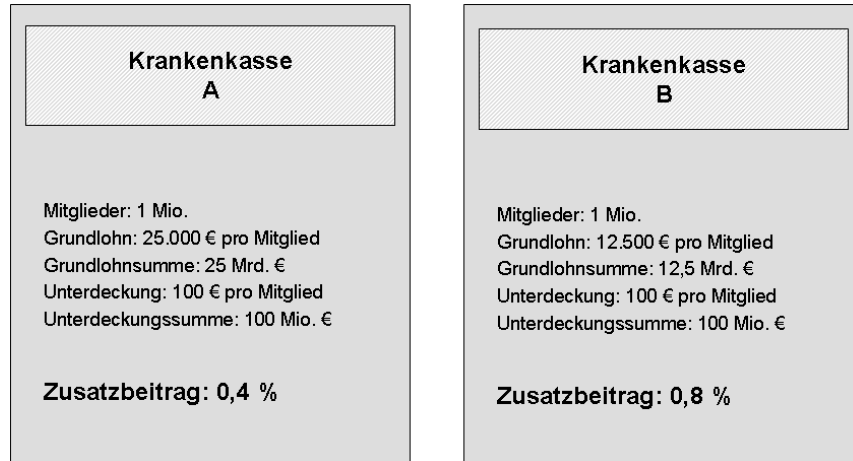 Krankenkasse
A
Mitglieder: 1 Mio.
Grundlohn: 25.000 € pro Mitglied
Grundlohnsumme: 25 Mrd. €
Unterdeckung: 100 € pro Mitglied
Unterdeckungssumme: 100 Mio. €
Zusatzbeitrag: 0,4 %
Krankenkasse
B
Mitglieder: 1 Mio.
Grundlohn: 12.500 € pro Mitglied
Grundlohnsumme: 12,5 Mrd. €
Unterdeckung: 100 € pro Mitglied
Unterdeckungssumme: 100 Mio. €
Zusatzbeitrag: 0,8 %